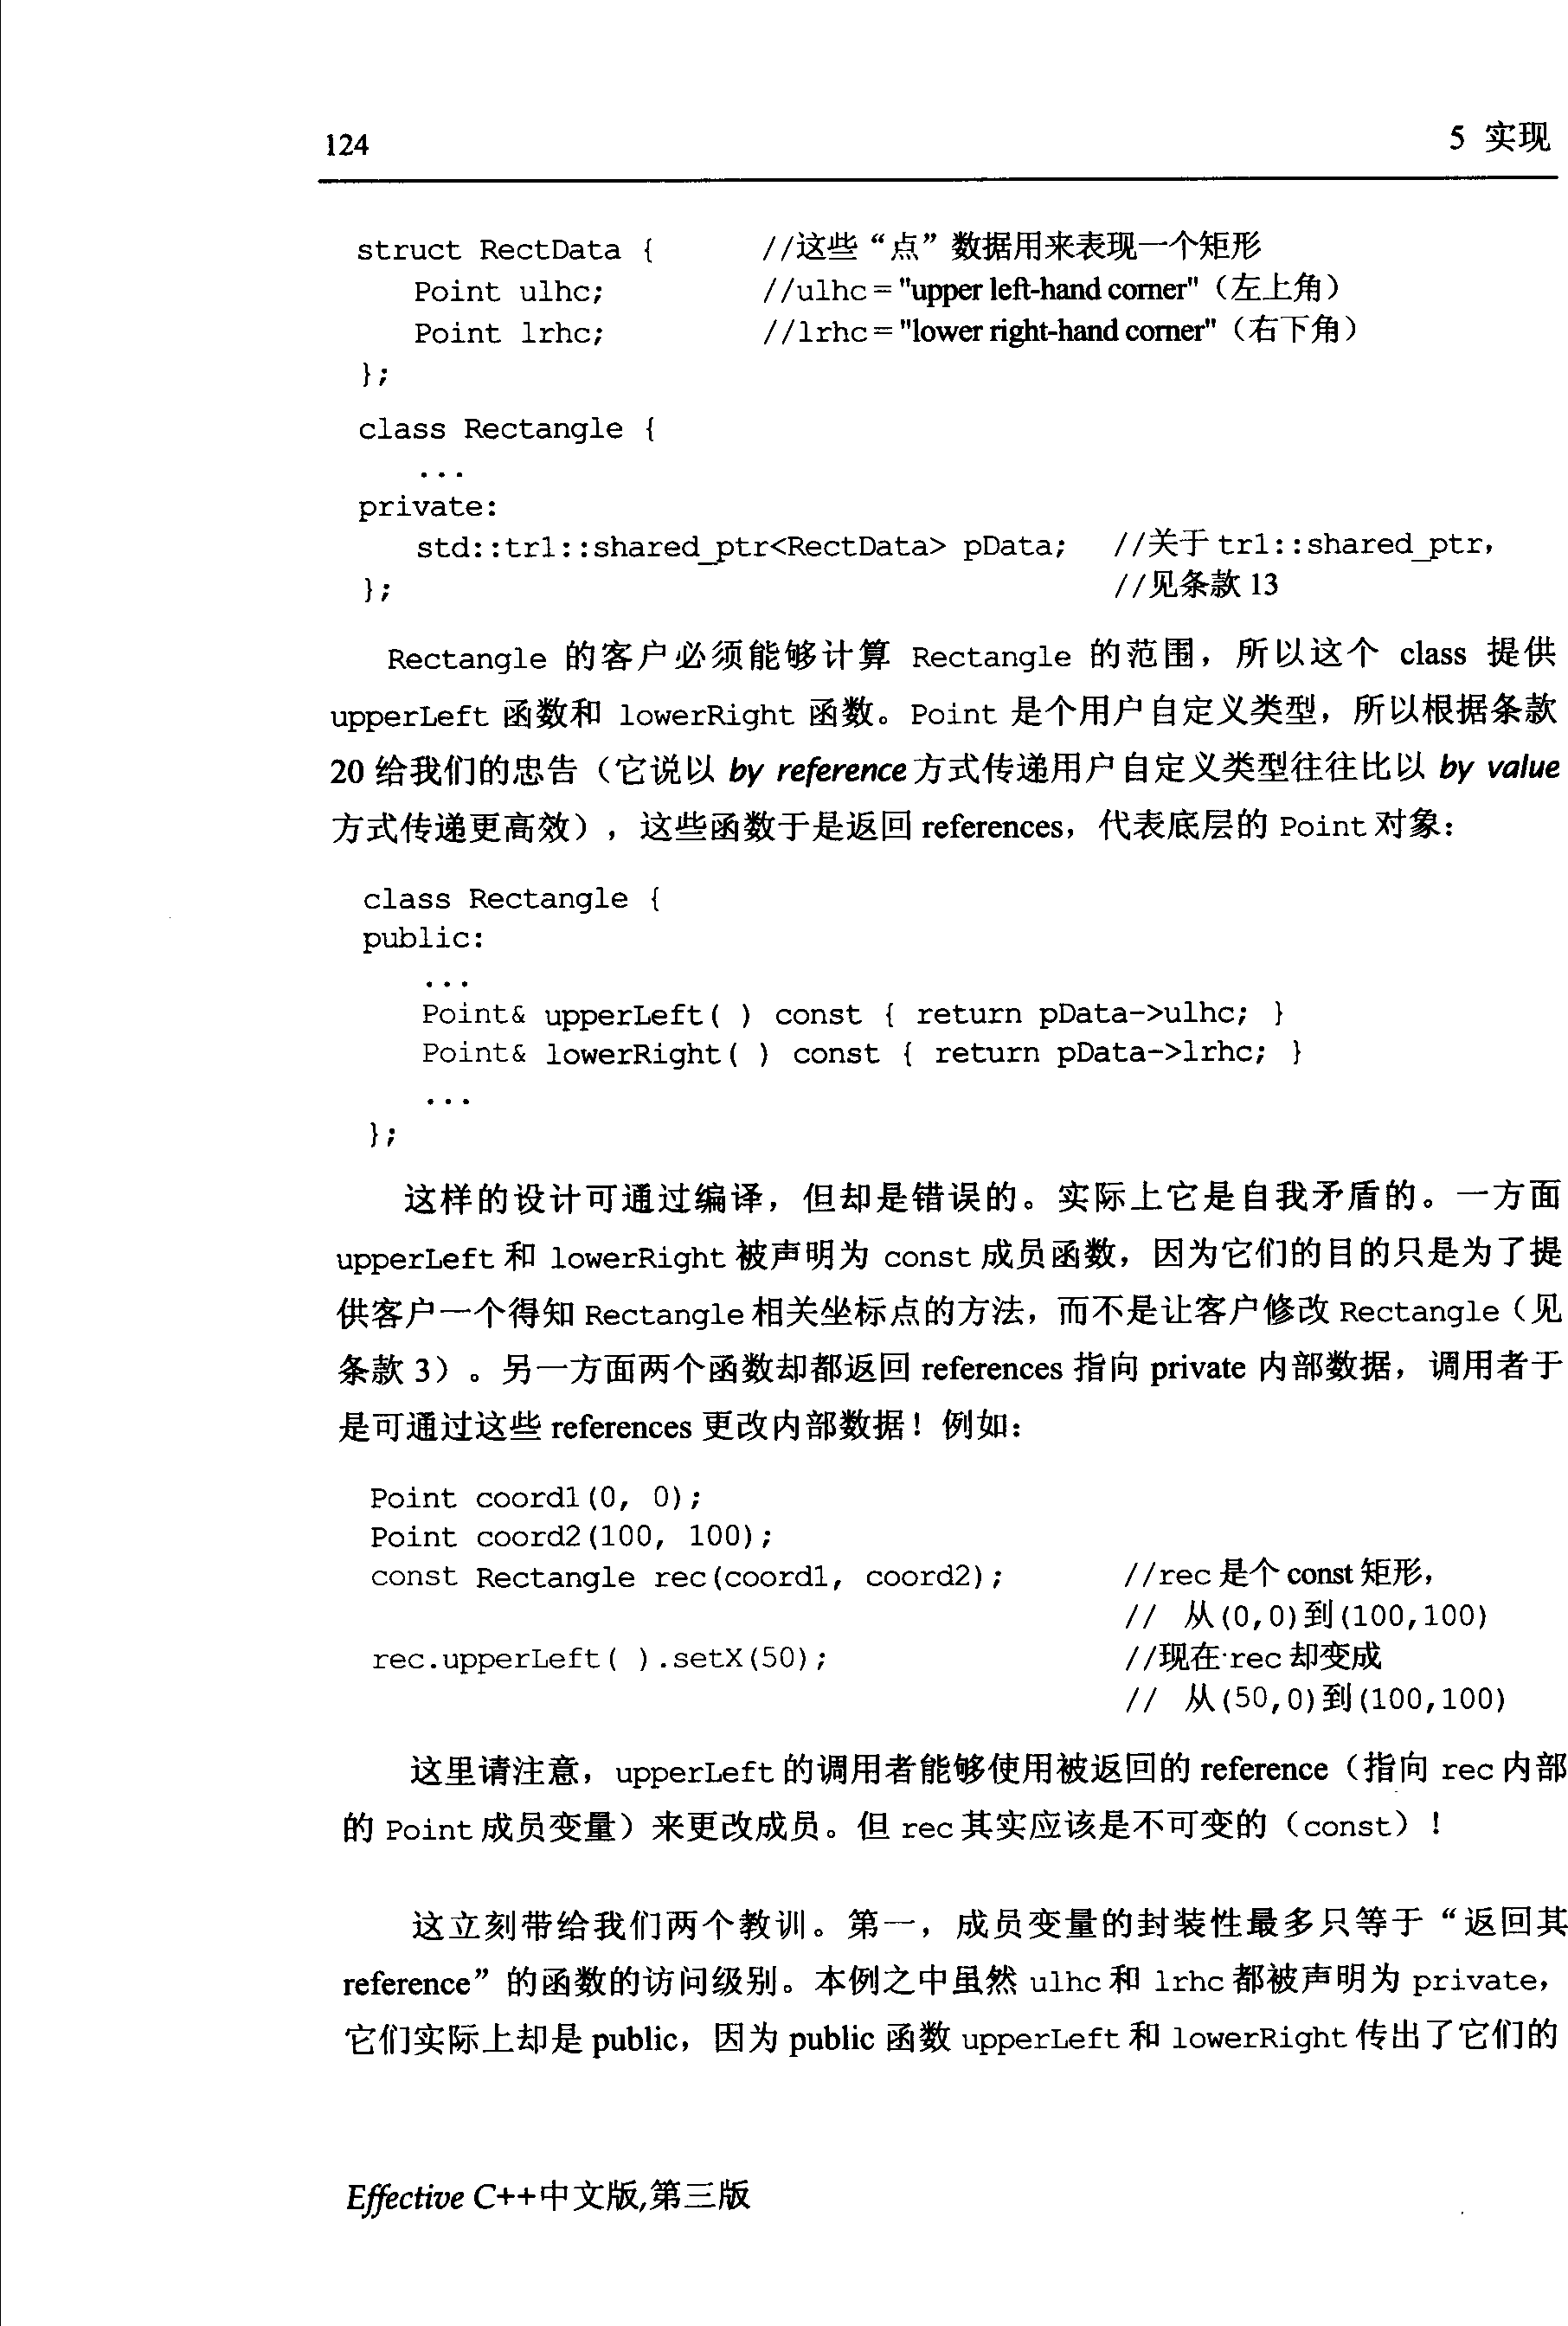 124
5 实现
struct RectData { //这些“点”数据用来表现一个矩形
Point ulhc; //ulhc = "upper left-hand corner"（左上角）
Point lrhc; //lrhc = "lower right-hand corner"（右下角）
};
class Rectangle {
...
private:
std::tr1::shared_ptr<RectData> pData; //关于 tr1::shared_ptr,
}; //见条款 13
Rectangle 的客户必须能够计算 Rectangle 的范围，所以这个 class 提供
upperLeft 函数和 lowerRight 函数。Point 是个用户自定义类型，所以根据条款
20 给我们的忠告（它说以 by reference 方式传递用户自定义类型往往比以 by value
方式传递更高效），这些函数于是返回 references，代表底层的 Point 对象：
class Rectangle {
public:
...
Point& upperLeft( ) const { return pData->ulhc; }
Point& lowerRight( ) const { return pData->lrhc; }
...
};
这样的设计可通过编译，但却是错误的。实际上它是自我矛盾的。一方面
upperLeft 和 lowerRight 被声明为 const 成员函数，因为它们的目的只是为了提
供客户一个得知 Rectangle 相关坐标点的方法，而不是让客户修改 Rectangle（见
条款 3）。另一方面两个函数却都返回 references 指向 private 内部数据，调用者于
是可通过这些 references 更改内部数据！例如：
Point coord1(0, 0);
Point coord2(100, 100);
const Rectangle rec(coord1, coord2); //rec 是个 const 矩形,
// 从(0,0)到(100,100)
rec.upperLeft( ).setX(50); //现在 rec 却变成
// 从(50,0)到(100,100)
这里请注意，upperLeft 的调用者能够使用被返回的 reference（指向 rec 内部
的 Point 成员变量）来更改成员。但 rec 其实应该是不可变的（const）！
这立刻带给我们两个教训。第一，成员变量的封装性最多只等于“返回其
reference”的函数的访问级别。本例之中虽然 ulhc 和 lrhc 都被声明为 private，
它们实际上却是 public，因为 public 函数 upperLeft 和 lowerRight 传出了它们的
Effective C++中文版,第三版